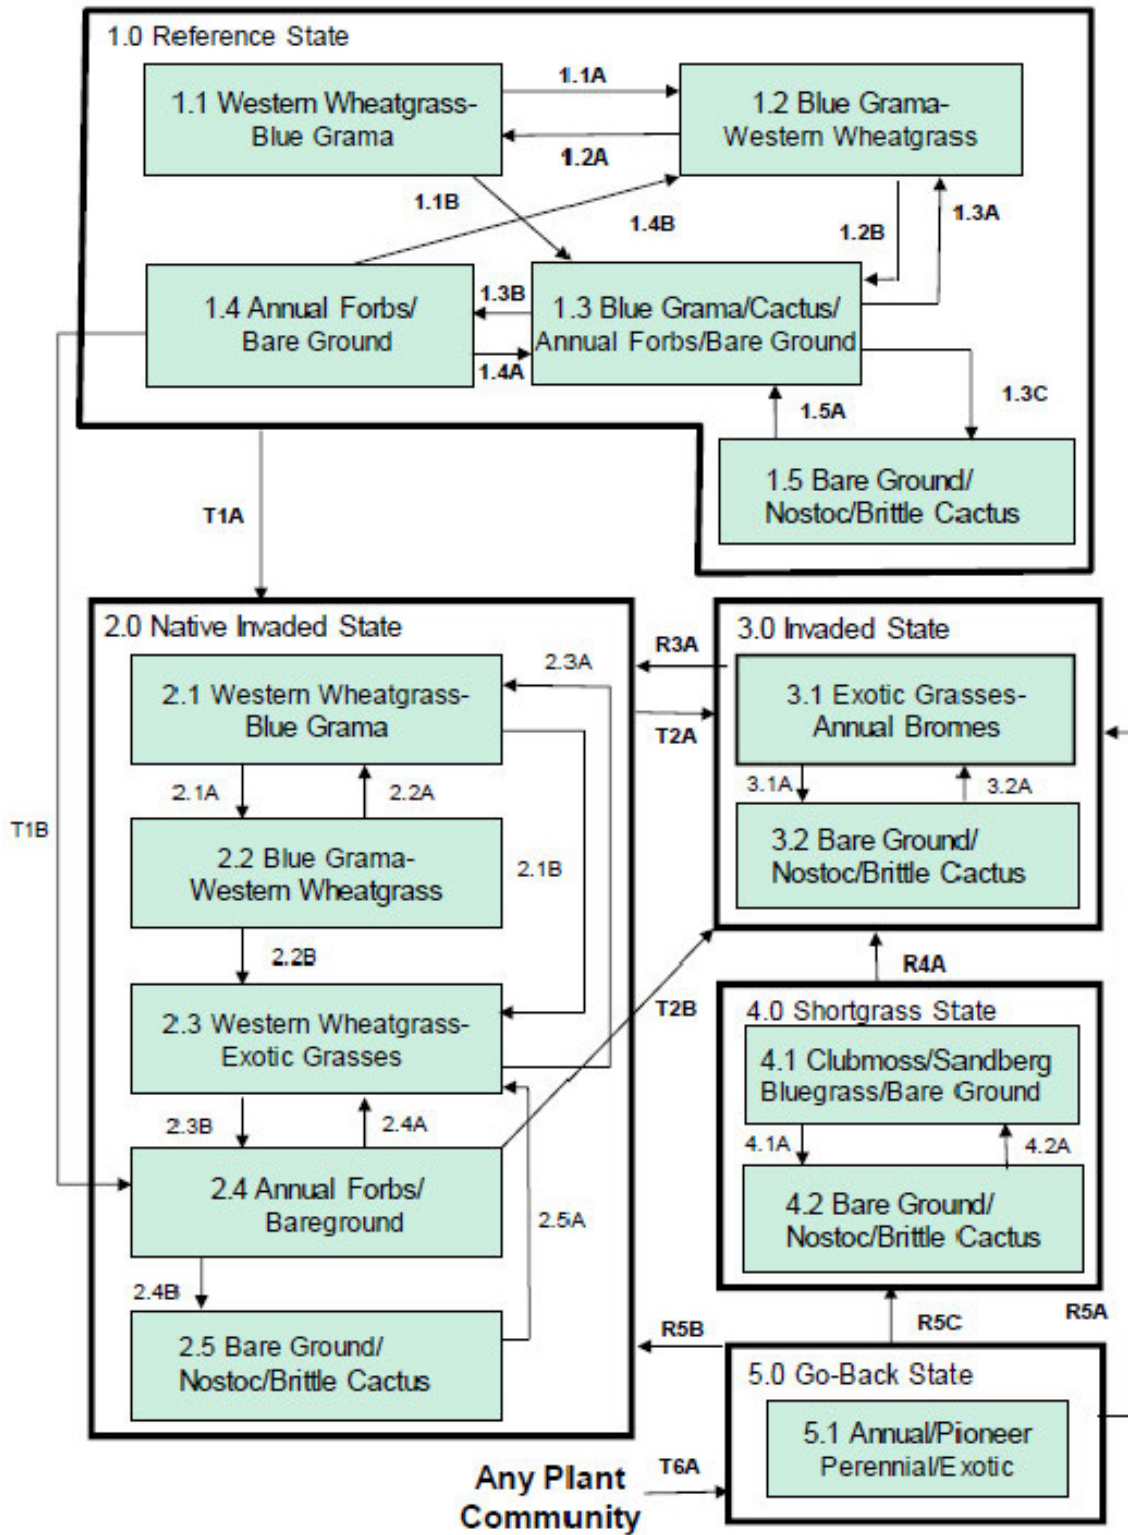 1.0 Reference State
1.1A
1.1 Western Wheatgrass-
Blue Grama
1.2 Blue Grama-
Western Wheatgrass
1.2A
1.1B
1.4B
1.2B
1.3A
1.4 Annual Forbs/
Bare Ground
1.3B
1.3 Blue Grama/Cactus/
Annual Forbs/Bare Ground
1.4A
1.5A
1.3C
1.5 Bare Ground/
Nostoc/Brittle Cactus
T1A
T1B
2.0 Native Invaded State
2.3A
2.1 Western Wheatgrass-
Blue Grama
2.1A
2.2A
2.2 Blue Grama-
Western Wheatgrass
2.1B
2.2B
2.3 Western Wheatgrass-
Exotic Grasses
2.3B
2.4A
2.4 Annual Forbs/
Bareground
2.5A
2.4B
2.5 Bare Ground/
Nostoc/Brittle Cactus
R3A
T2A
T2B
3.0 Invaded State
3.1 Exotic Grasses-
Annual Bromes
3.1A
3.2A
3.2 Bare Ground/
Nostoc/Brittle Cactus
R4A
4.0 Shortgrass State
4.1 Clubmoss/Sandberg
Bluegrass/Bare Ground
4.1A
4.2A
4.2 Bare Ground/
Nostoc/Brittle Cactus
R5B
R5C
R5A
5.0 Go-Back State
5.1 Annual/Pioneer
Perennial/Exotic
Any Plant
Community
T6A